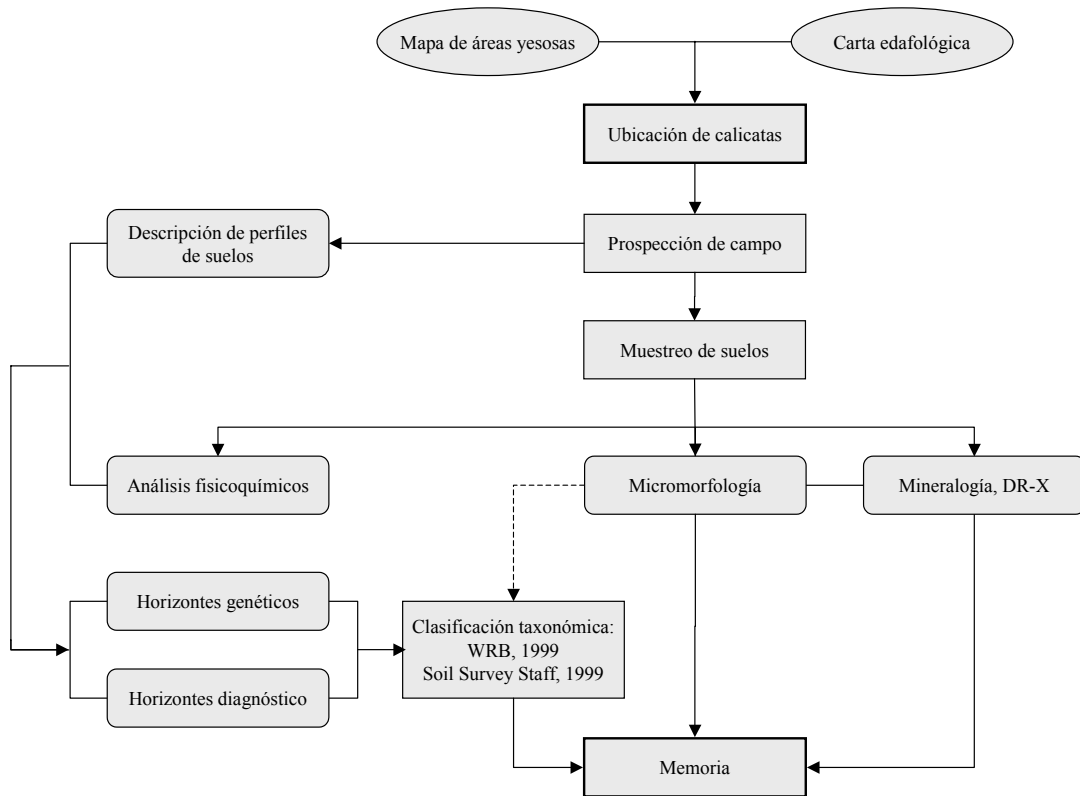 Mapa de áreas yesosas
Carta edafológica
Ubicación de calicatas
Descripción de perfiles
de suelos
Prospección de campo
Muestreo de suelos
Análisis fisicoquímicos
Micromorfología
Mineralogía, DR-X
Horizontes genéticos
Clasificación taxonómica:
WRB, 1999
Soil Survey Staff, 1999
Horizontes diagnóstico
Memoria